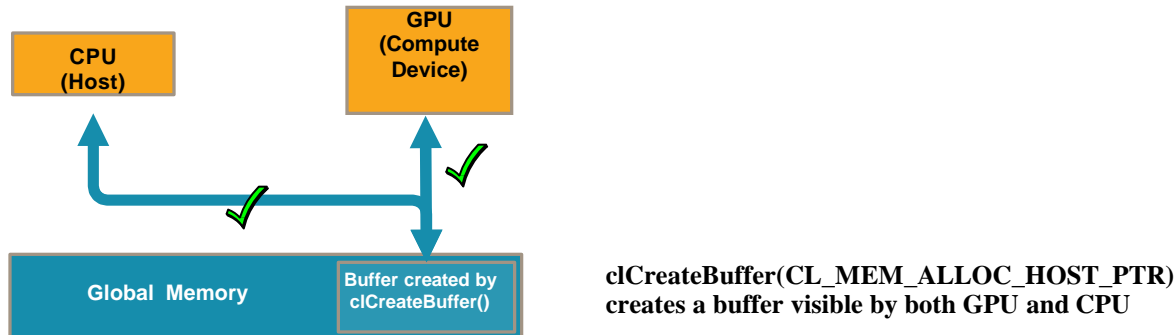 CPU
(Host)
GPU
(Compute
Device)
Global Memory
Buffer created by
clCreateBuffer()
clCreateBuffer(CL_MEM_ALLOC_HOST_PTR)
creates a buffer visible by both GPU and CPU